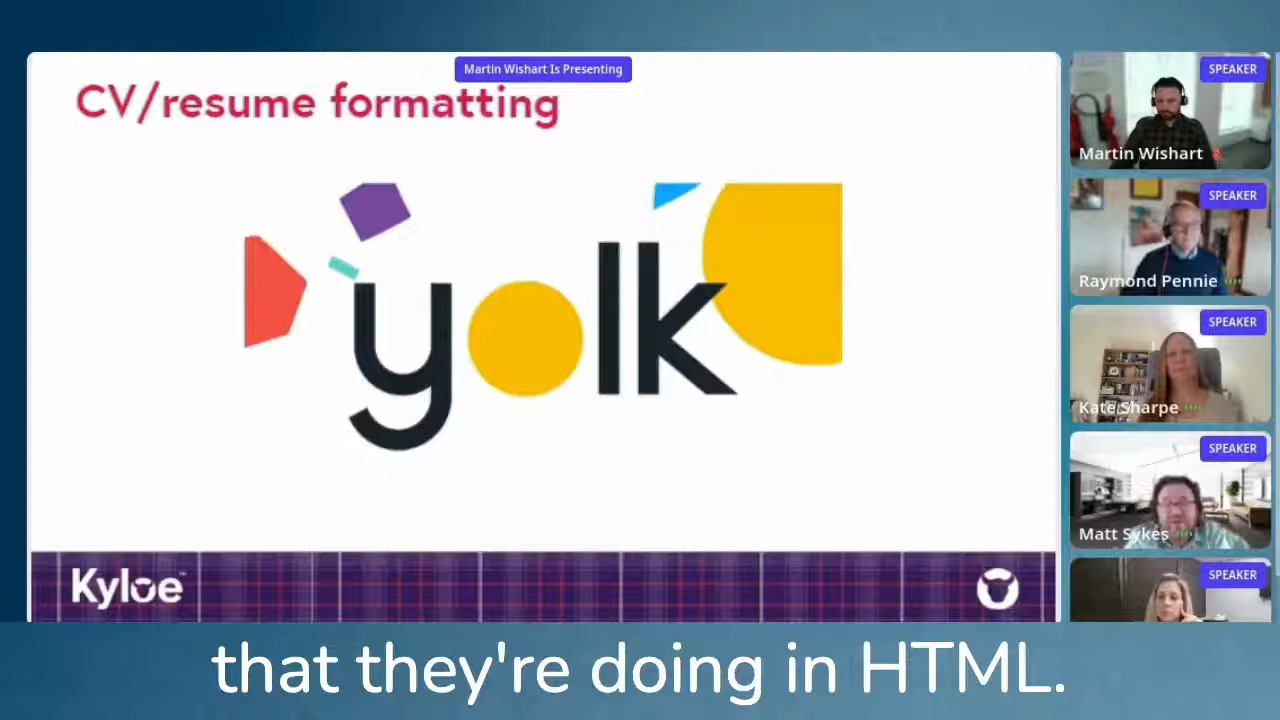 Martin Wishart Is Presenting
CV/resume formatting
yolk
Kyloe™
SPEAKER
Martin Wishart
SPEAKER
Raymond Pennie
SPEAKER
Kate Sharpe
SPEAKER
Matt Sykes
SPEAKER
that they're doing in HTML.